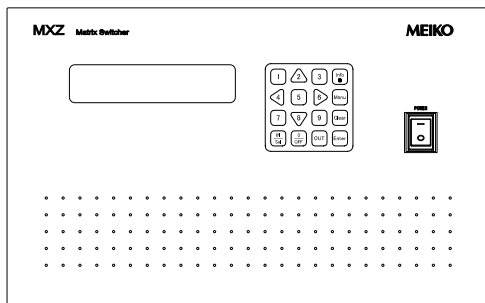 MXZ Matrix Switcher
MEIKO
1 2 3 Info
4 5 6 Menu
POWER
7 8 9 Clear
0
OFF OUT Enter